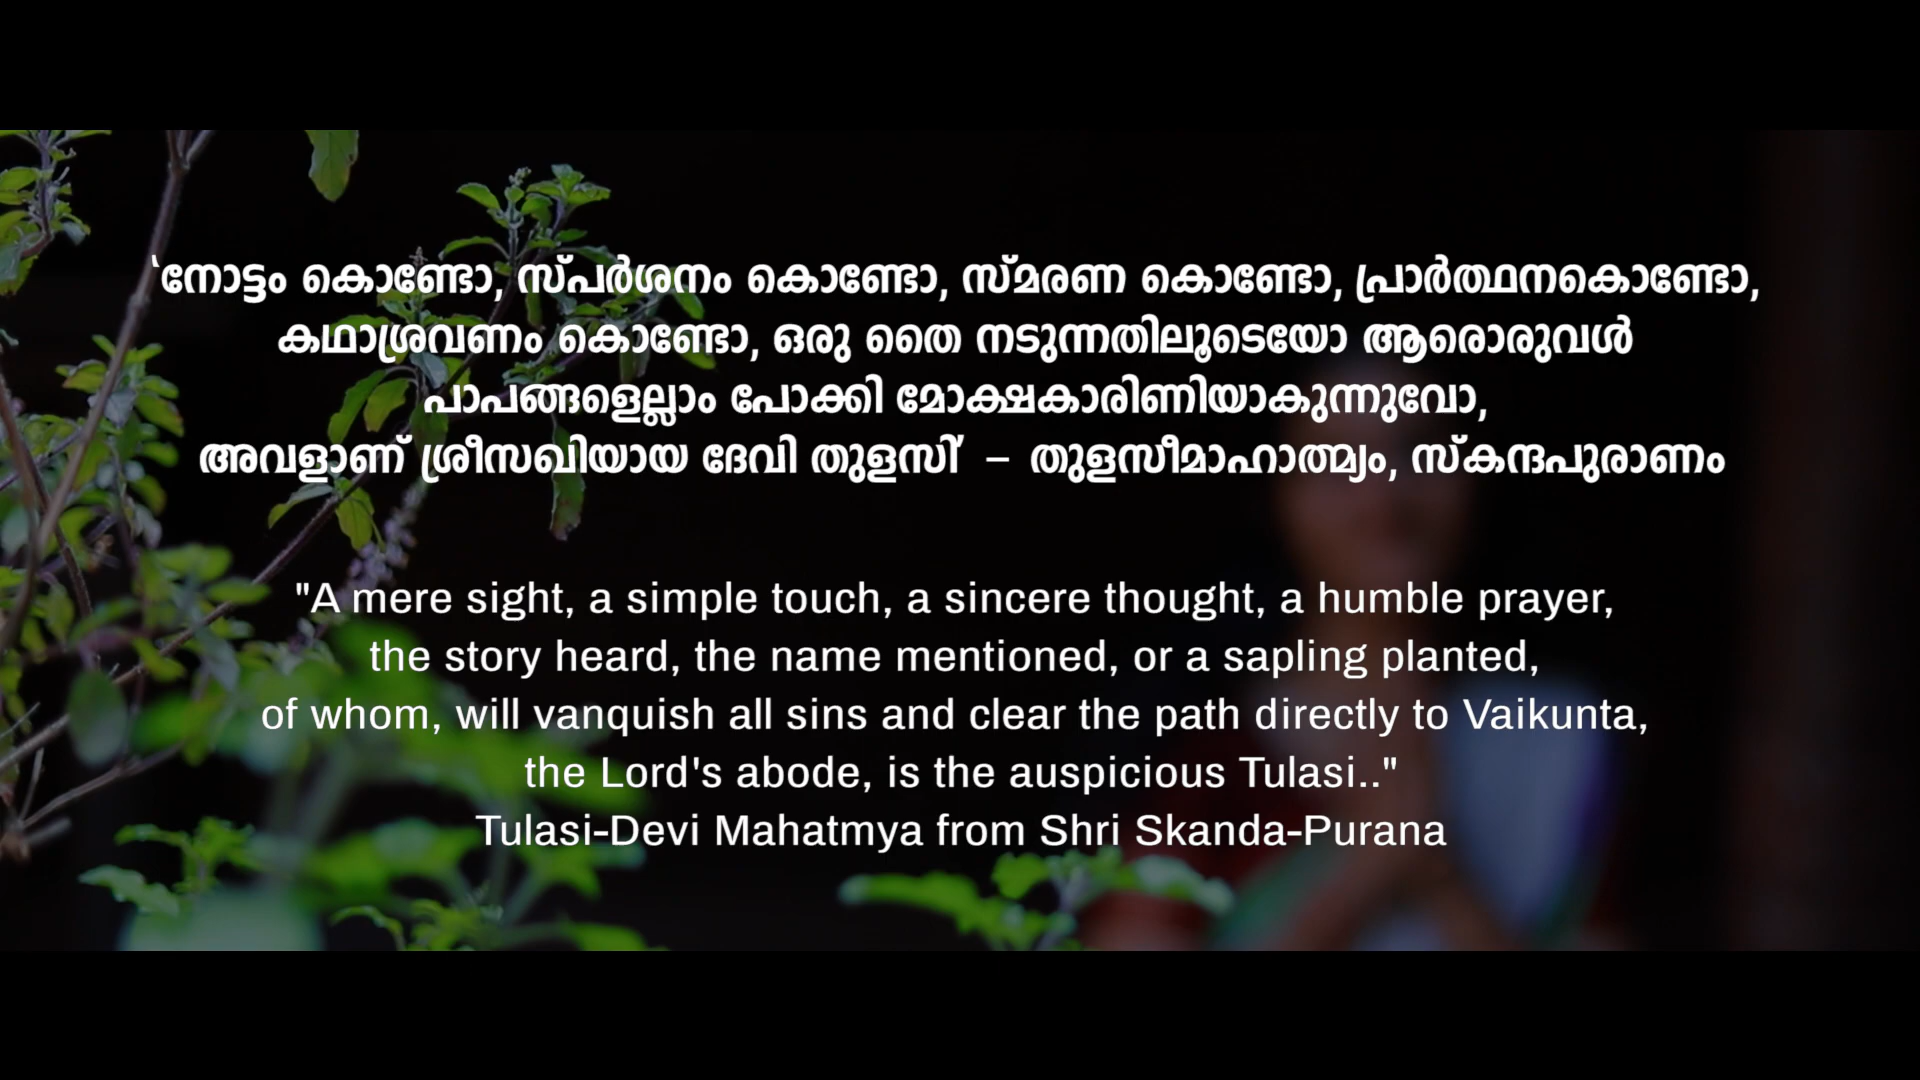 ‘നോട്ടം കൊണ്ടോ, സ്പർശനം കൊണ്ടോ, സ്മരണ കൊണ്ടോ, പ്രാർത്ഥനകൊണ്ടോ,
കഥാശ്രവണം കൊണ്ടോ, ഒരു തൈ നടുന്നതിലൂടെയോ ആരൊരുവൾ
പാപങ്ങളെല്ലാം പോക്കി മോക്ഷകാരിണിയാകുന്നുവോ,
അവളാണ് ശ്രീസഖിയായ ദേവി തുളസി’ – തുളസീമാഹാത്മ്യം, സ്കന്ദപുരാണം
"A mere sight, a simple touch, a sincere thought, a humble prayer,
the story heard, the name mentioned, or a sapling planted,
of whom, will vanquish all sins and clear the path directly to Vaikunta,
the Lord's abode, is the auspicious Tulasi.."
Tulasi-Devi Mahatmya from Shri Skanda-Purana